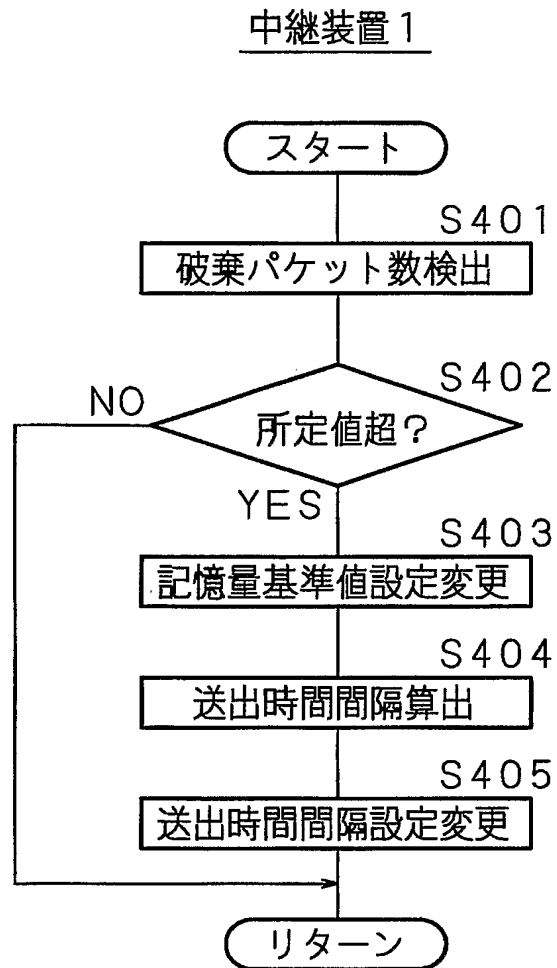 中継装置1
スタート
S401
破棄パケット数検出
S402
NO
所定値超?
YES
S403
記憶量基準値設定変更
S404
送出時間間隔算出
S405
送出時間間隔設定変更
リターン